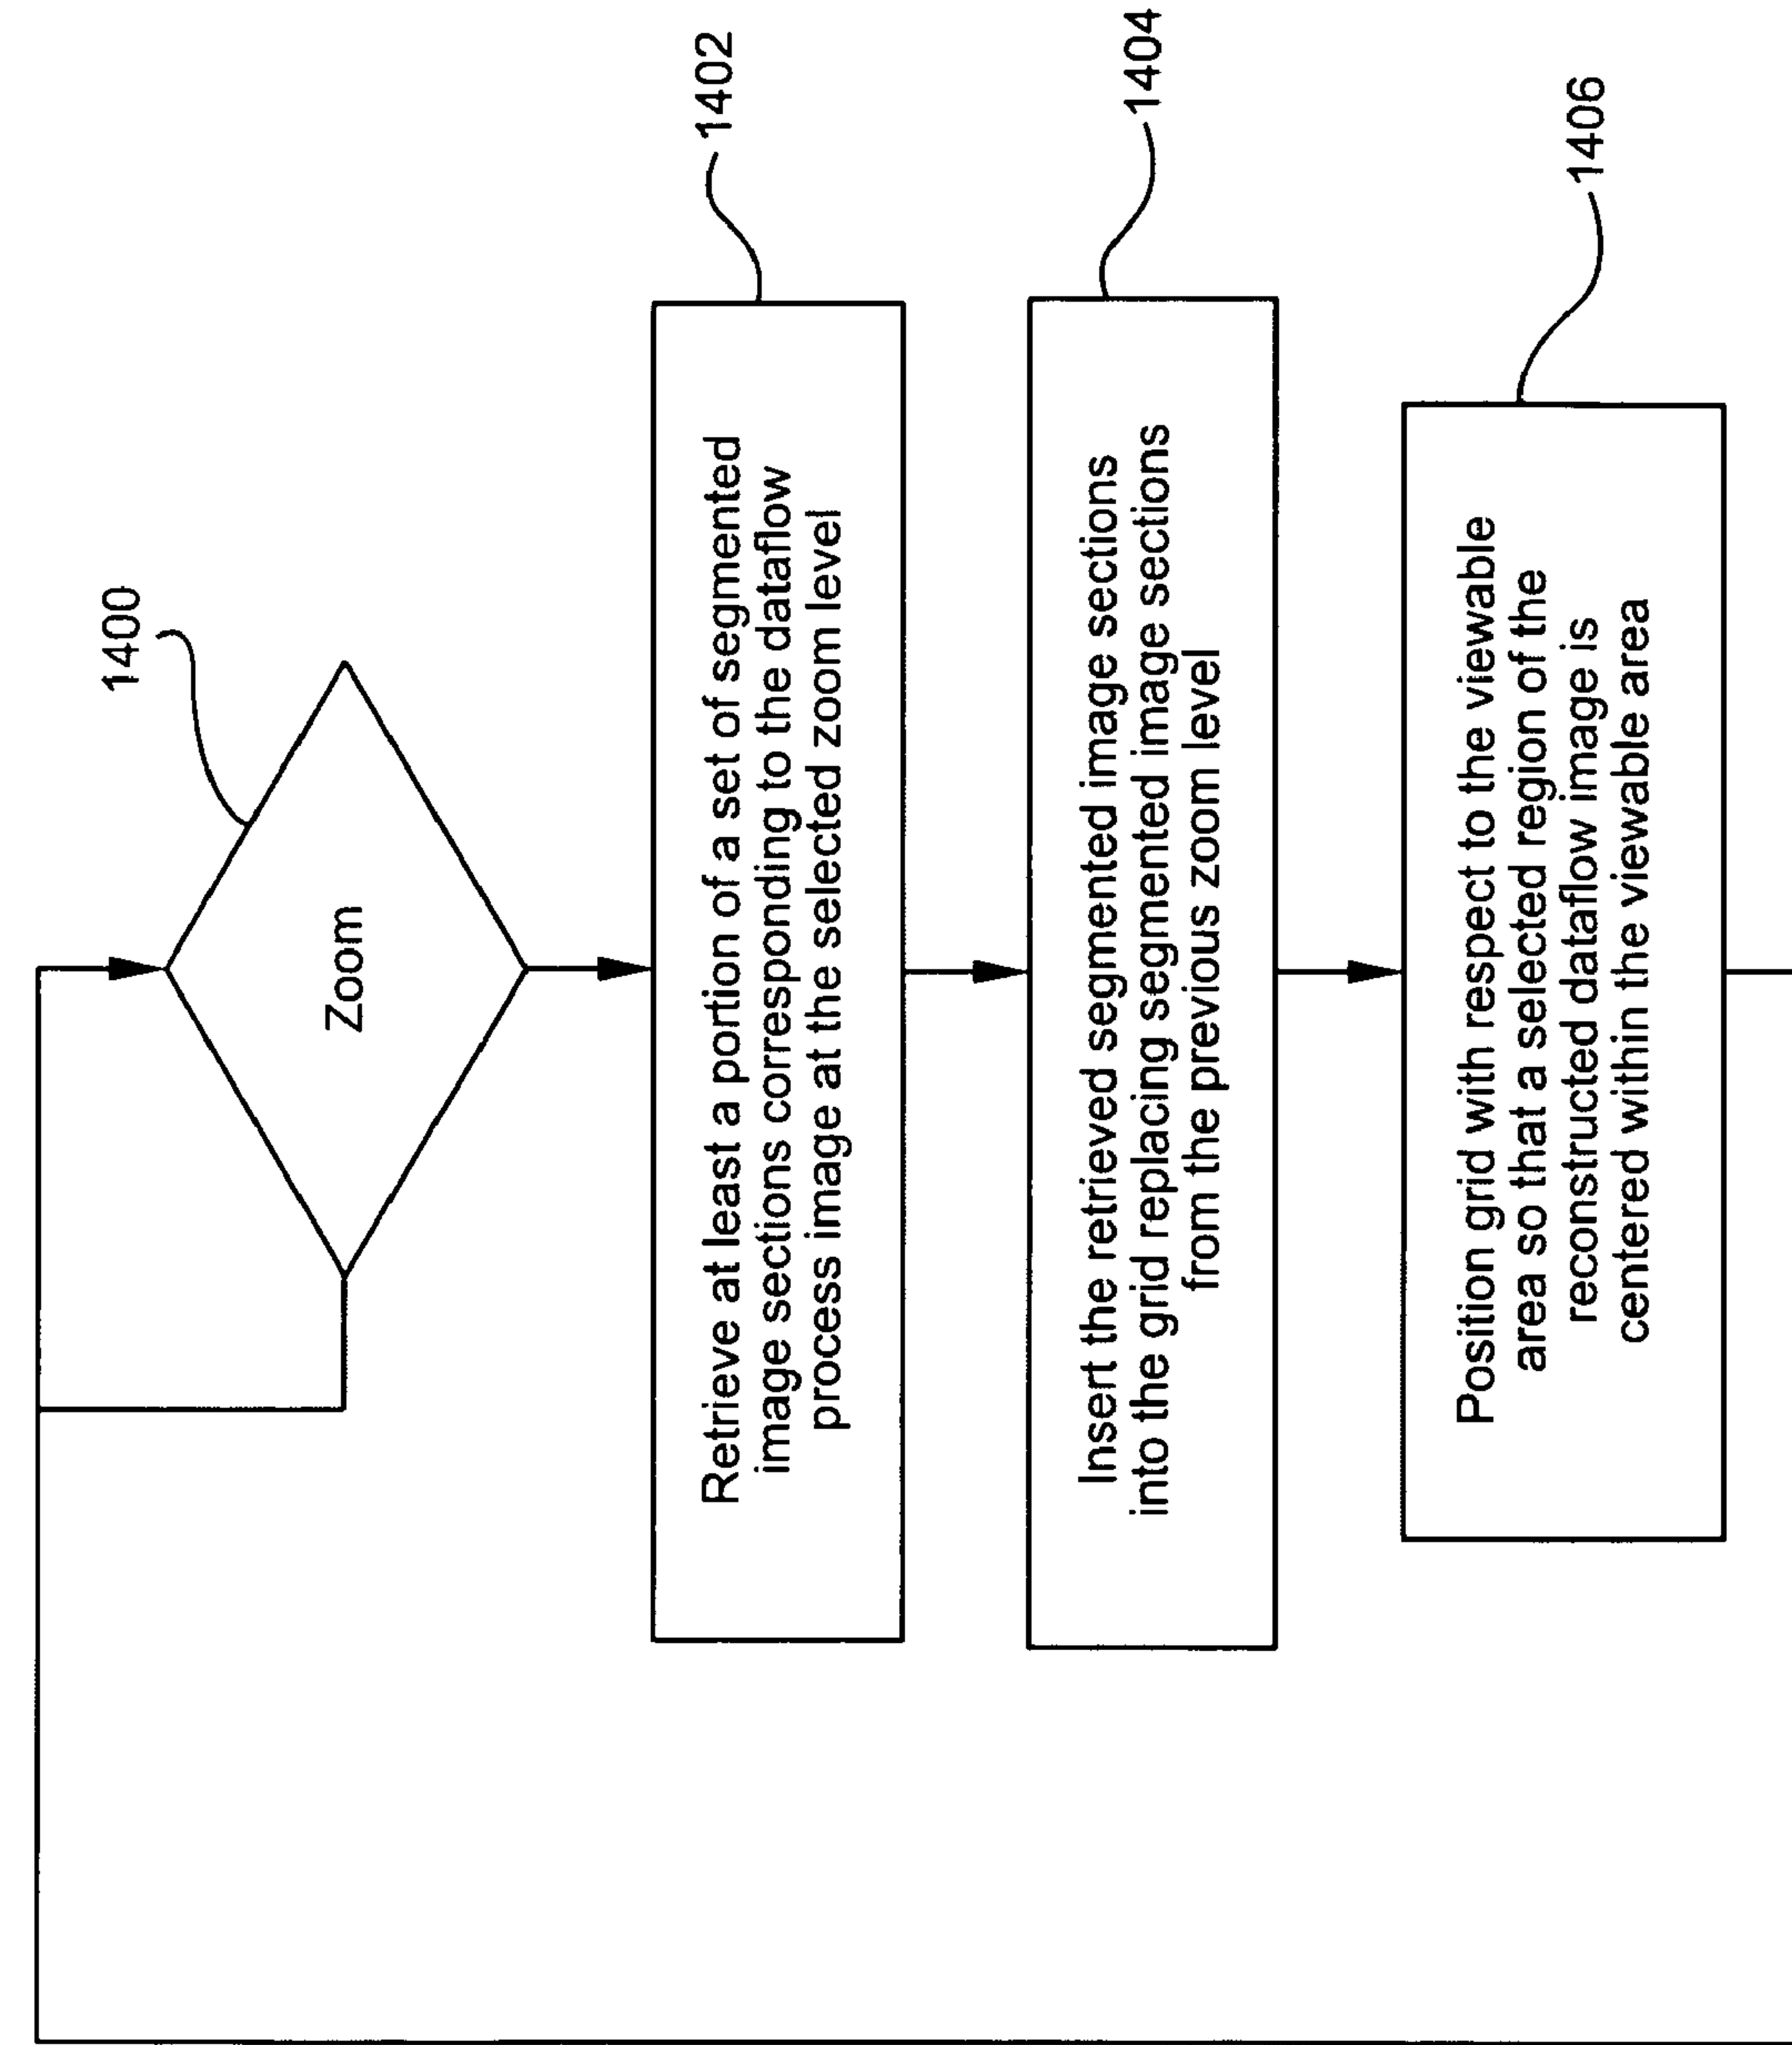 1400
Zoom
1402
Retrieve at least a portion of a set of segmented
image sections corresponding to the dataflow
process image at the selected zoom level
1404
Insert the retrieved segmented image sections
into the grid replacing segmented image sections
from the previous zoom level
1406
Position grid with respect to the viewable
area so that a selected region of the
reconstructed dataflow image is
centered within the viewable area